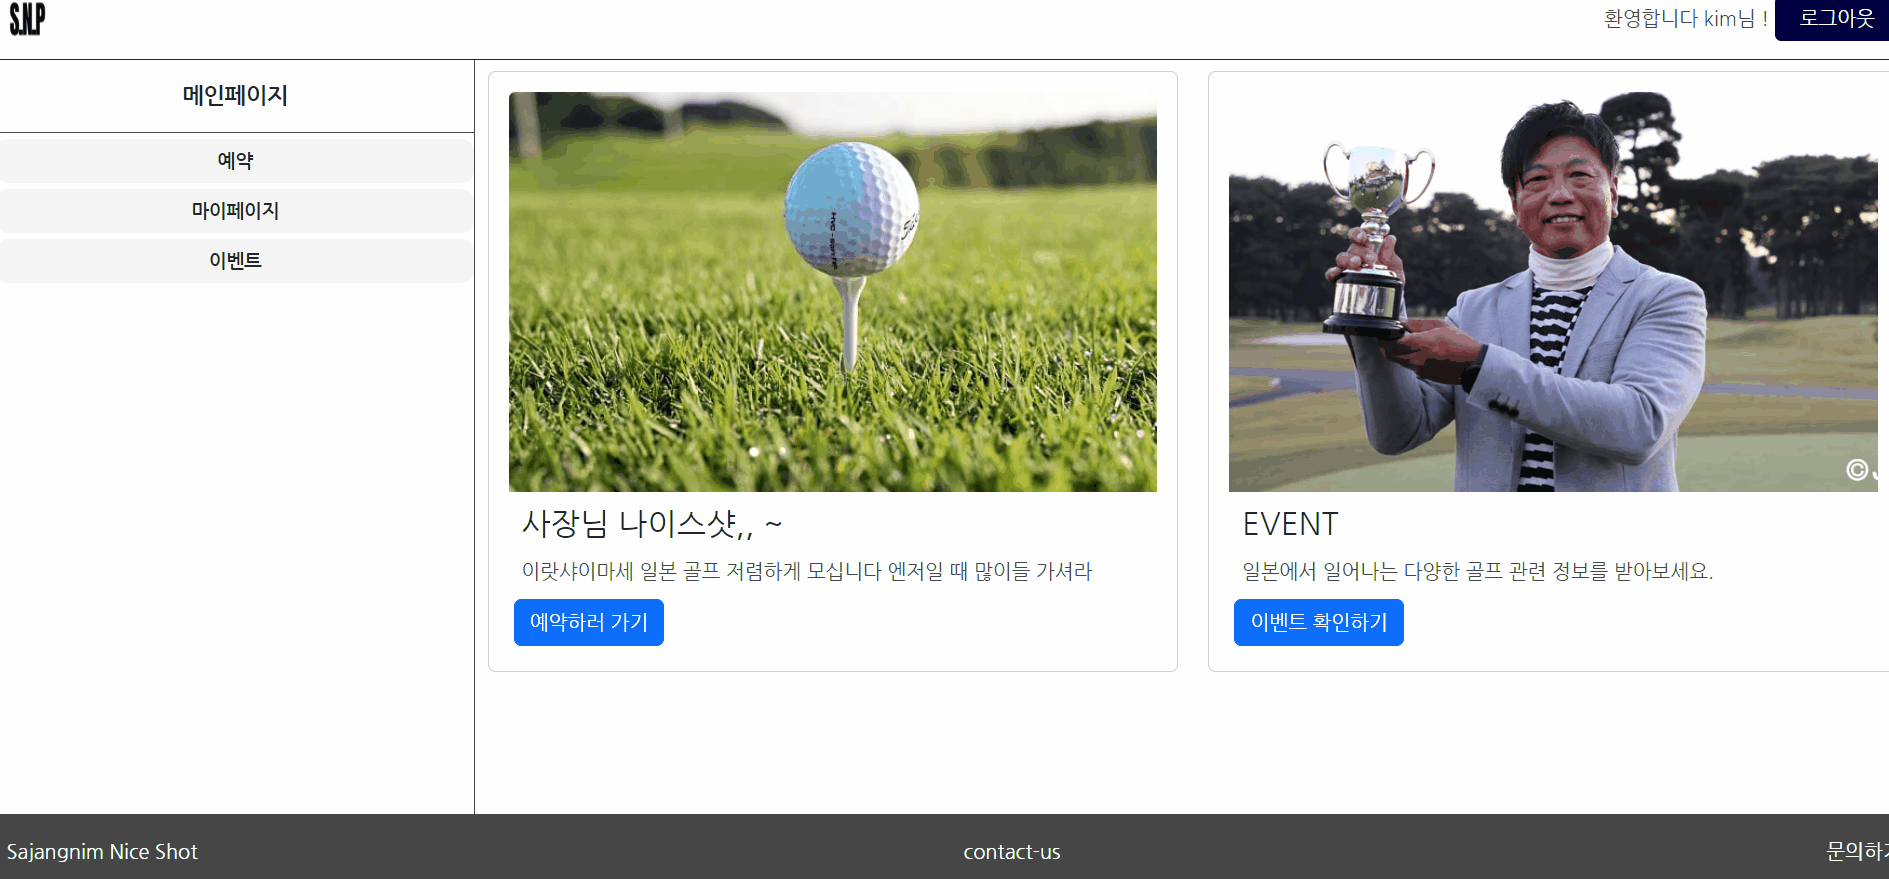 S.N.P
환영합니다 kim님 !
로그아웃
메인페이지
예약
마이페이지
이벤트
사장님 나이스샷,, ~
이랏샤이마세 일본 골프 저렴하게 모십니다 엔저일 때 많이들 가셔라
예약하러 가기
©
EVENT
일본에서 일어나는 다양한 골프 관련 정보를 받아보세요.
이벤트 확인하기
Sajangnim Nice Shot
contact-us
문의하